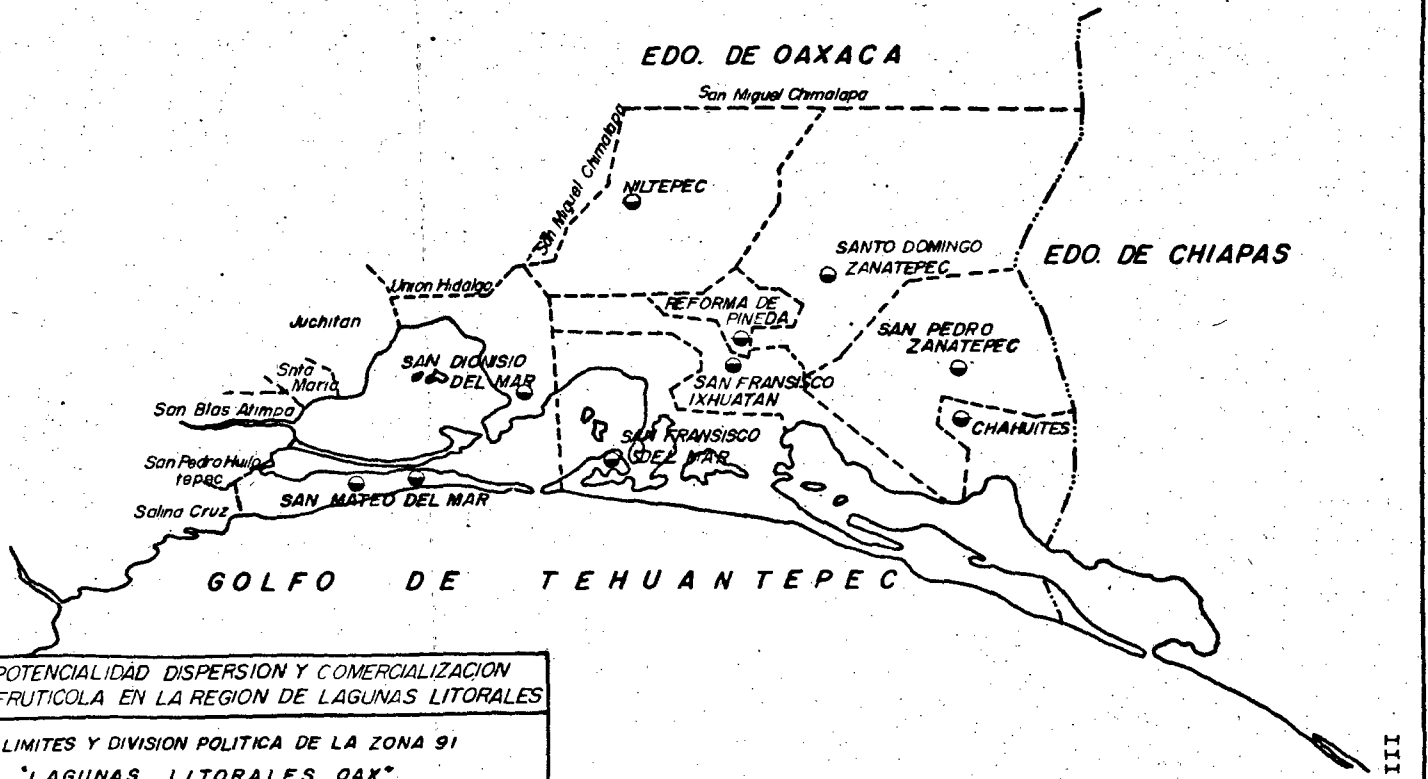 EDO. DE OAXACA
San Miguel Chimalapa
San Miguel Chimalapa
NILTEPEC
SANTO DOMINGO
ZANATEPEC
EDO. DE CHIAPAS
Union Hidalgo
REFORMA DE
PINEDA
Juchitan
SAN PEDRO
ZANATEPEC
SAN DIONISIO
DEL MAR
Snta
Maria
SAN FRANSISCO
IXHUATAN
San Blas Atimpa
CHAHUITES
SAN FRANSISCO
DEL MAR
San Pedro Huilo
tepec
SAN MATEO DEL MAR
Salina Cruz
GOLFO DE TEHUANTEPEC
POTENCIALIDAD DISPERSION Y COMERCIALIZACION
FRUTICOLA EN LA REGION DE LAGUNAS LITORALES
LIMITES Y DIVISION POLITICA DE LA ZONA 91
"LAGUNAS LITORALES OAX"
III